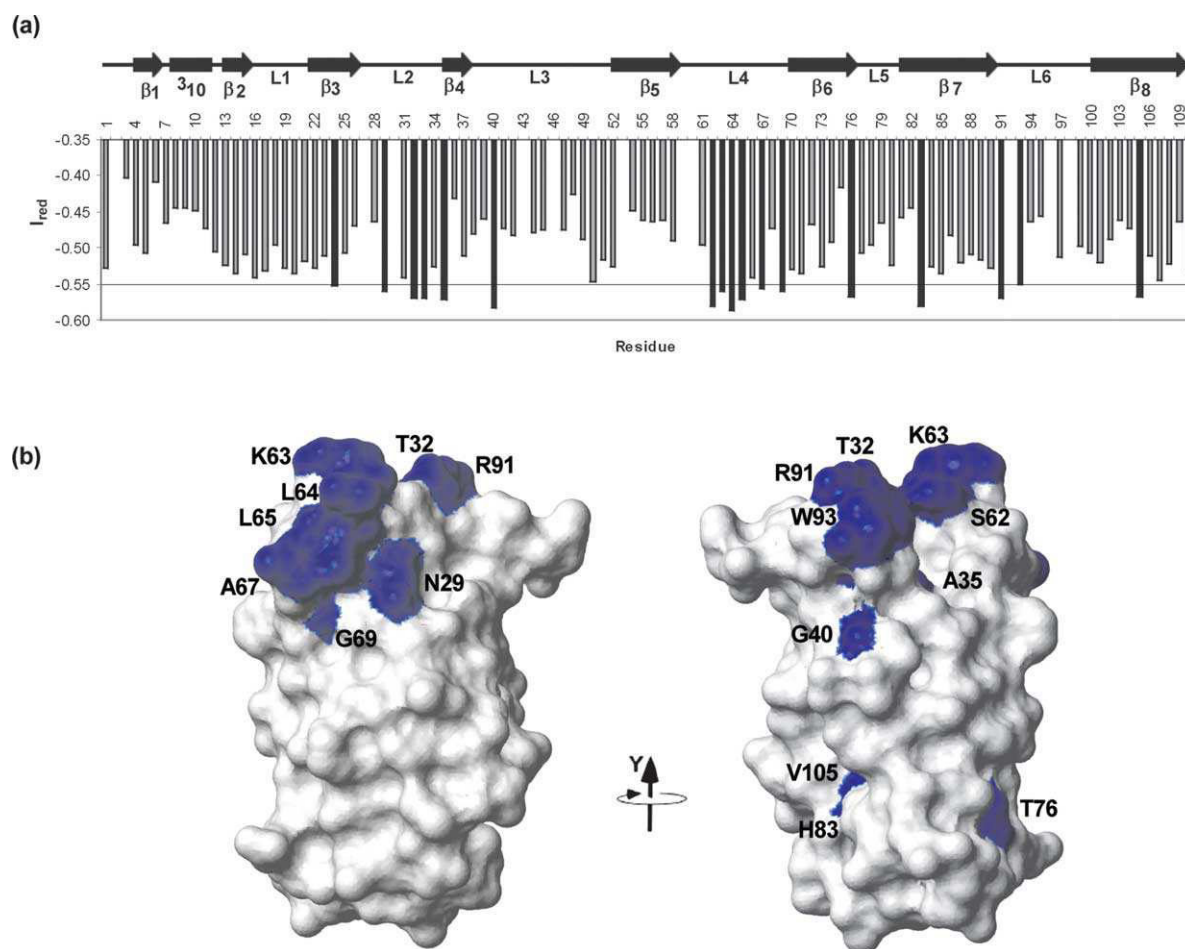 (a)
β1 310 β2 L1 β3 L2 β4 L3 β5 L4 β6 L5 β7 L6 β8
1 4 7 10 13 16 19 22 25 28 31 34 37 40 43 46 49 52 55 58 61 64 67 70 73 76 79 82 85 88 91 94 97 100 103 106 109
-0.35
-0.40
-0.45
-0.50
-0.55
-0.60
Ired
Residue
(b)
K63 T32 R91
L64
L65
A67 N29
G69
T32 K63
R91
W93 S62
A35
G40
V105
H83 T76
Y